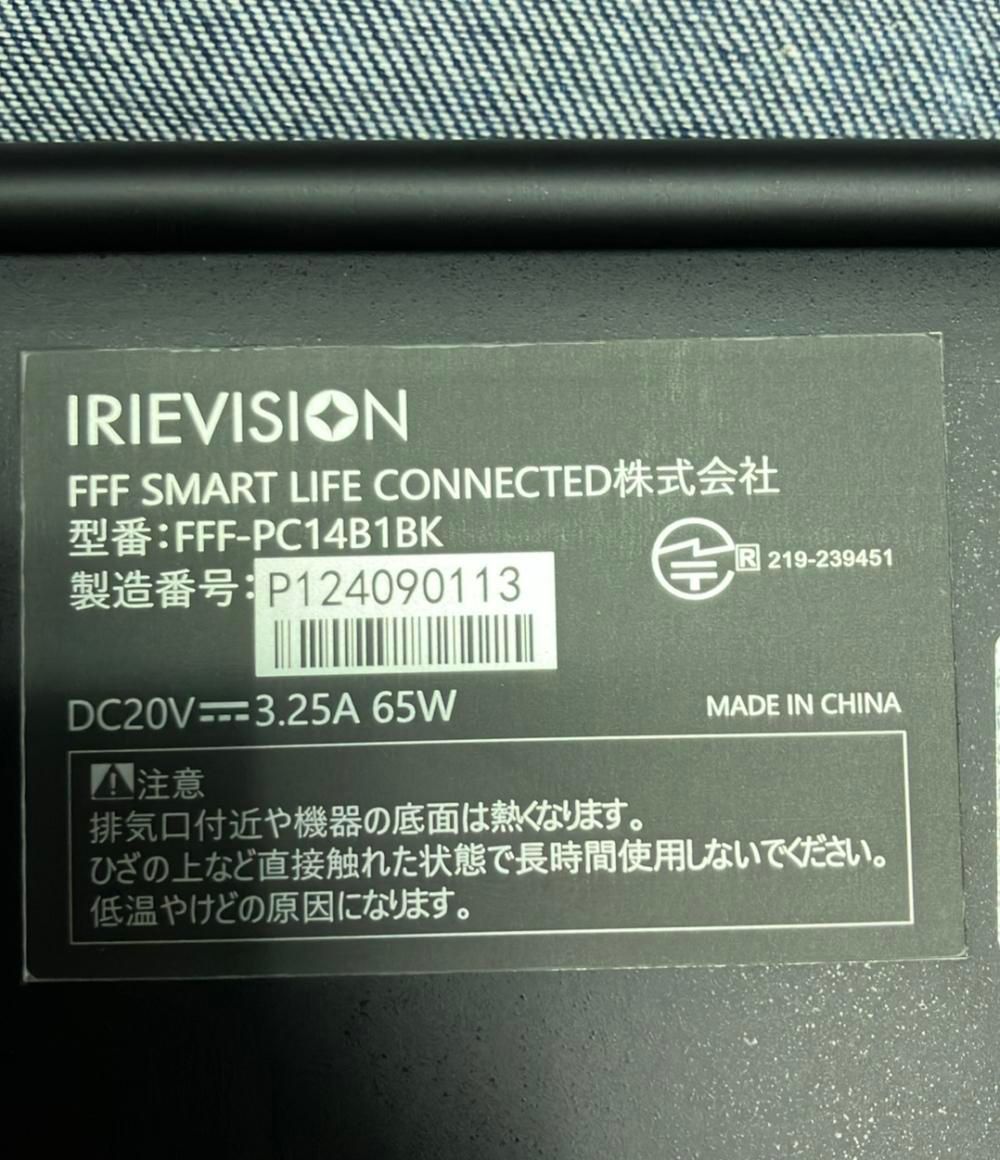 IRIEVISION
FFF SMART LIFE CONNECTED株式会社
型番：FFF-PC14B1BK
製造番号：P124090113
R 219-239451
DC20V⎓3.25A 65W
MADE IN CHINA
注意
排気口付近や機器の底面は熱くなります。
ひざの上など直接触れた状態で長時間使用しないでください。
低温やけどの原因になります。